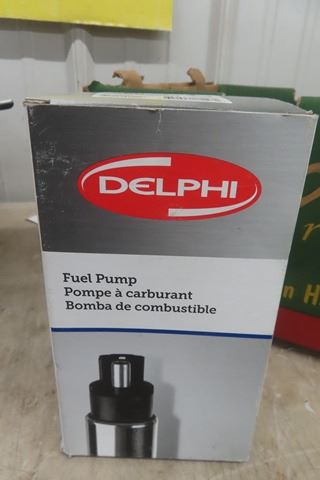 DELPHI
Fuel Pump
Pompe à carburant
Bomba de combustible